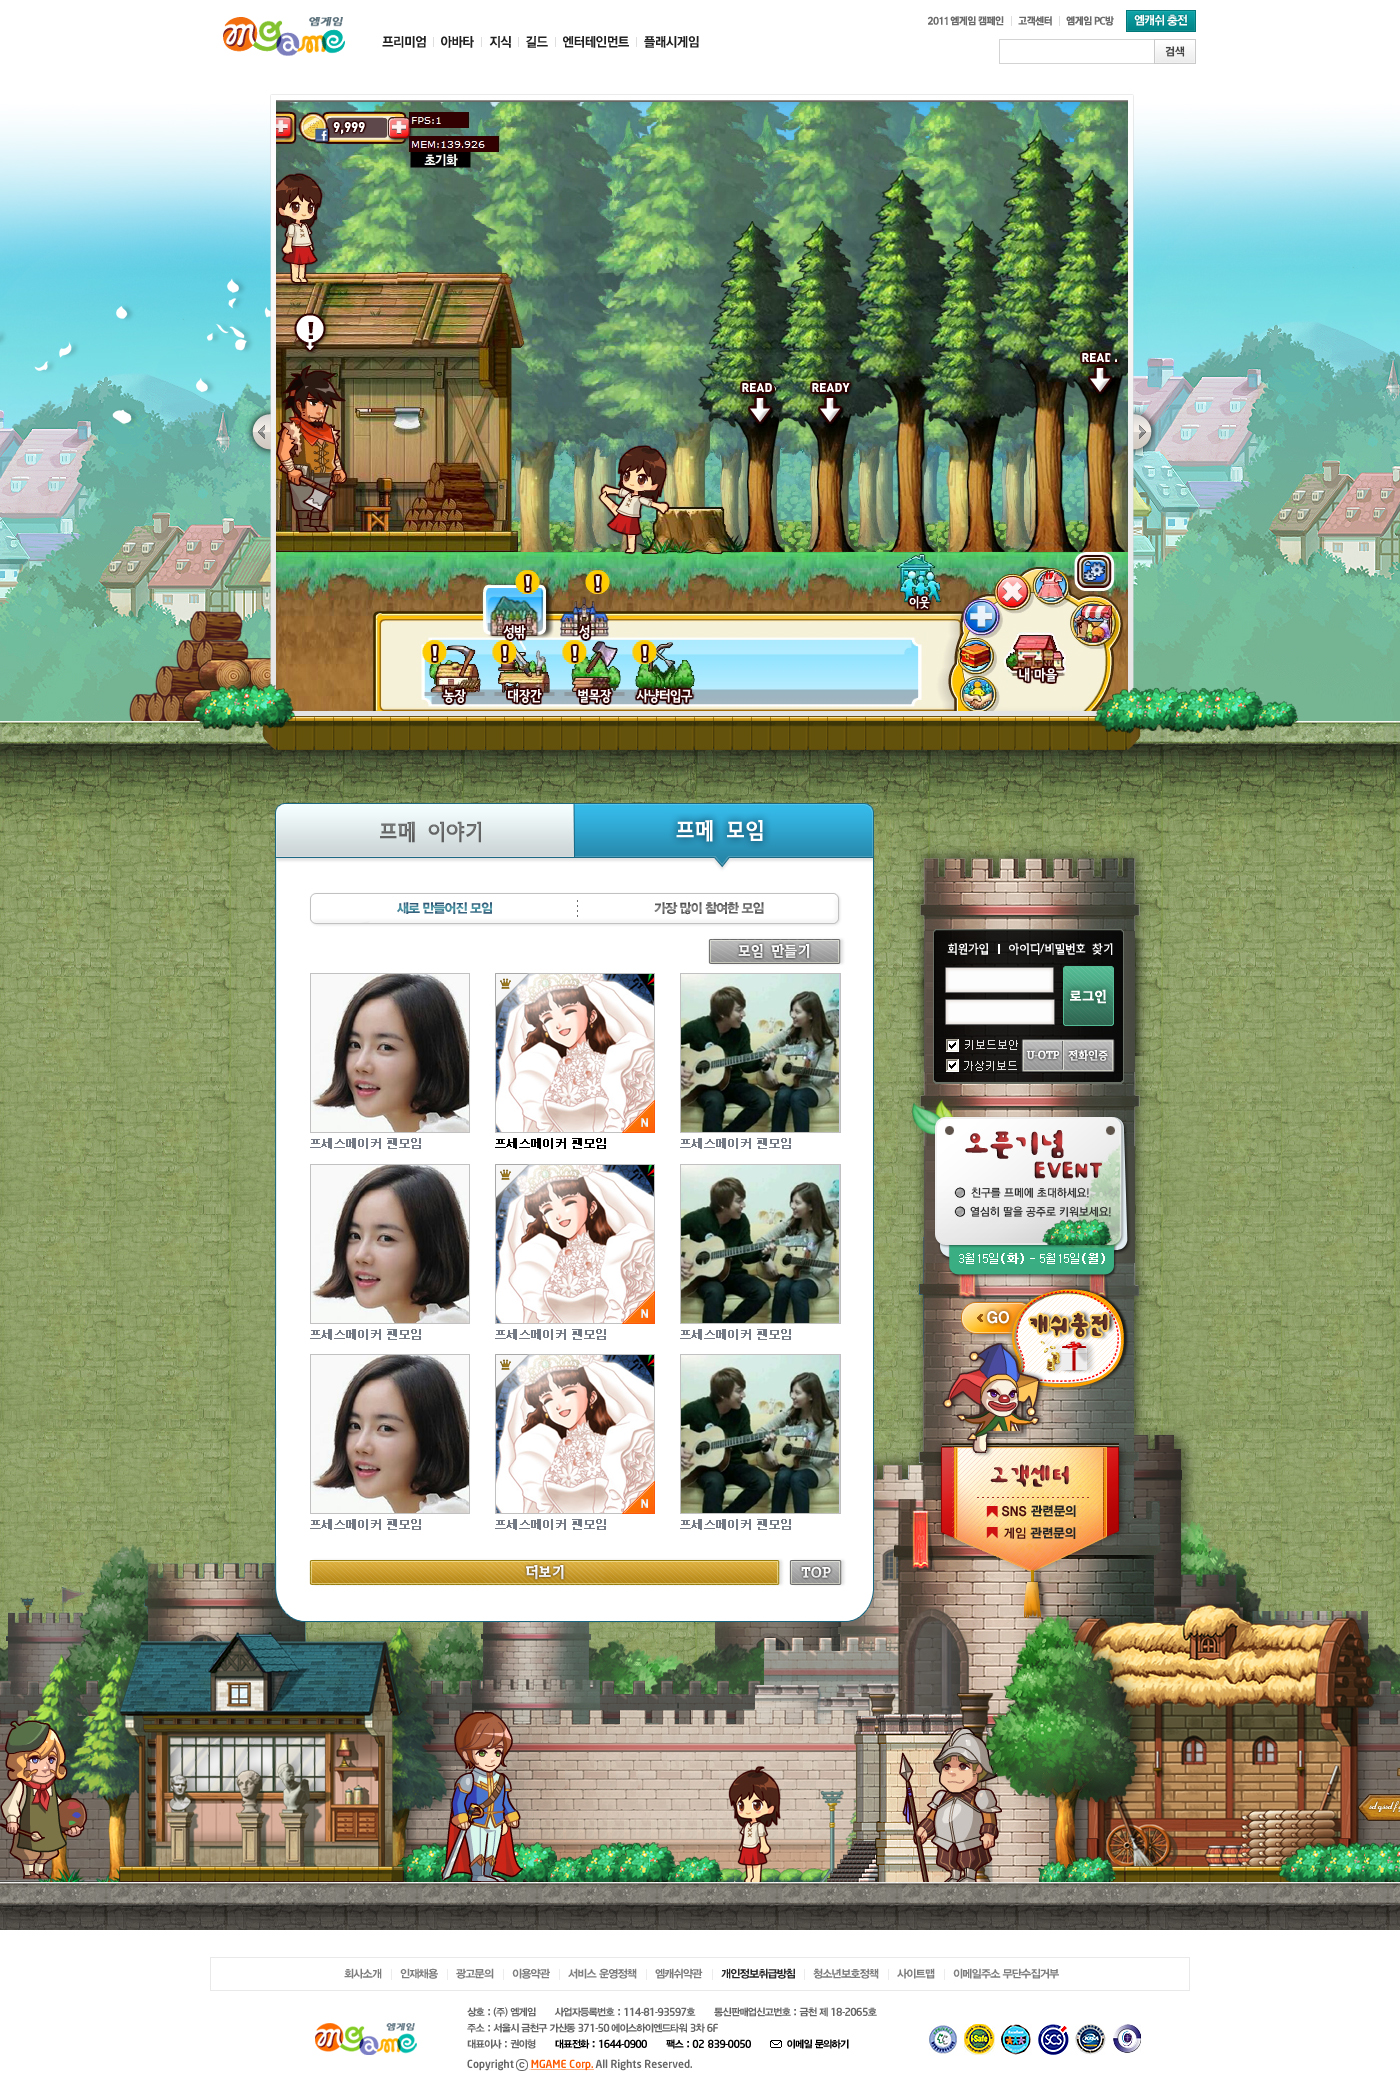 엠게임
mgame
프리미엄 아바타 지식 길드 엔터테인먼트 플래시게임
2011 엠게임 캠페인 고객센터 엠게임 PC방 엠캐쉬 충전
검색
9,999
FPS:1
MEM:139.926
초기화
!
READ
READY
READ
이웃
성밖
성
내 마을
농장
대장간
벌목장
사냥터입구
프메 이야기
프메 모임
새로 만들어진 모임
가장 많이 참여한 모임
모임 만들기
프세스메이커 팬모임
프세스메이커 팬모임
프세스메이커 팬모임
N
프세스메이커 팬모임
프세스메이커 팬모임
프세스메이커 팬모임
N
프세스메이커 팬모임
프세스메이커 팬모임
프세스메이커 팬모임
N
더보기
TOP
회원가입 | 아이디/비밀번호 찾기
로그인
키보드보안
가상키보드
U-OTP 전화인증
오픈기념
EVENT
친구를 프메에 초대하세요!
열심히 딸을 공주로 키워보세요!
3월15일(화) - 5월15일(월)
GO
캐쉬충전
고객센터
SNS 관련문의
게임 관련문의
회사소개 인재채용 광고문의 이용약관 서비스 운영정책 엠캐쉬약관 개인정보취급방침 청소년보호정책 사이트맵 이메일주소 무단수집거부
엠게임
mgame
상호 : (주) 엠게임 사업자등록번호 : 114-81-93597호 통신판매업신고번호 : 금천 제 18-2065호
주소 : 서울시 금천구 가산동 371-50 에이스하이엔드타워 3차 6F
대표이사 : 권이형 대표전화 : 1644-0900 팩스 : 02 839-0050 이메일 문의하기
Copyright ⓒ MGAME Corp. All Rights Reserved.